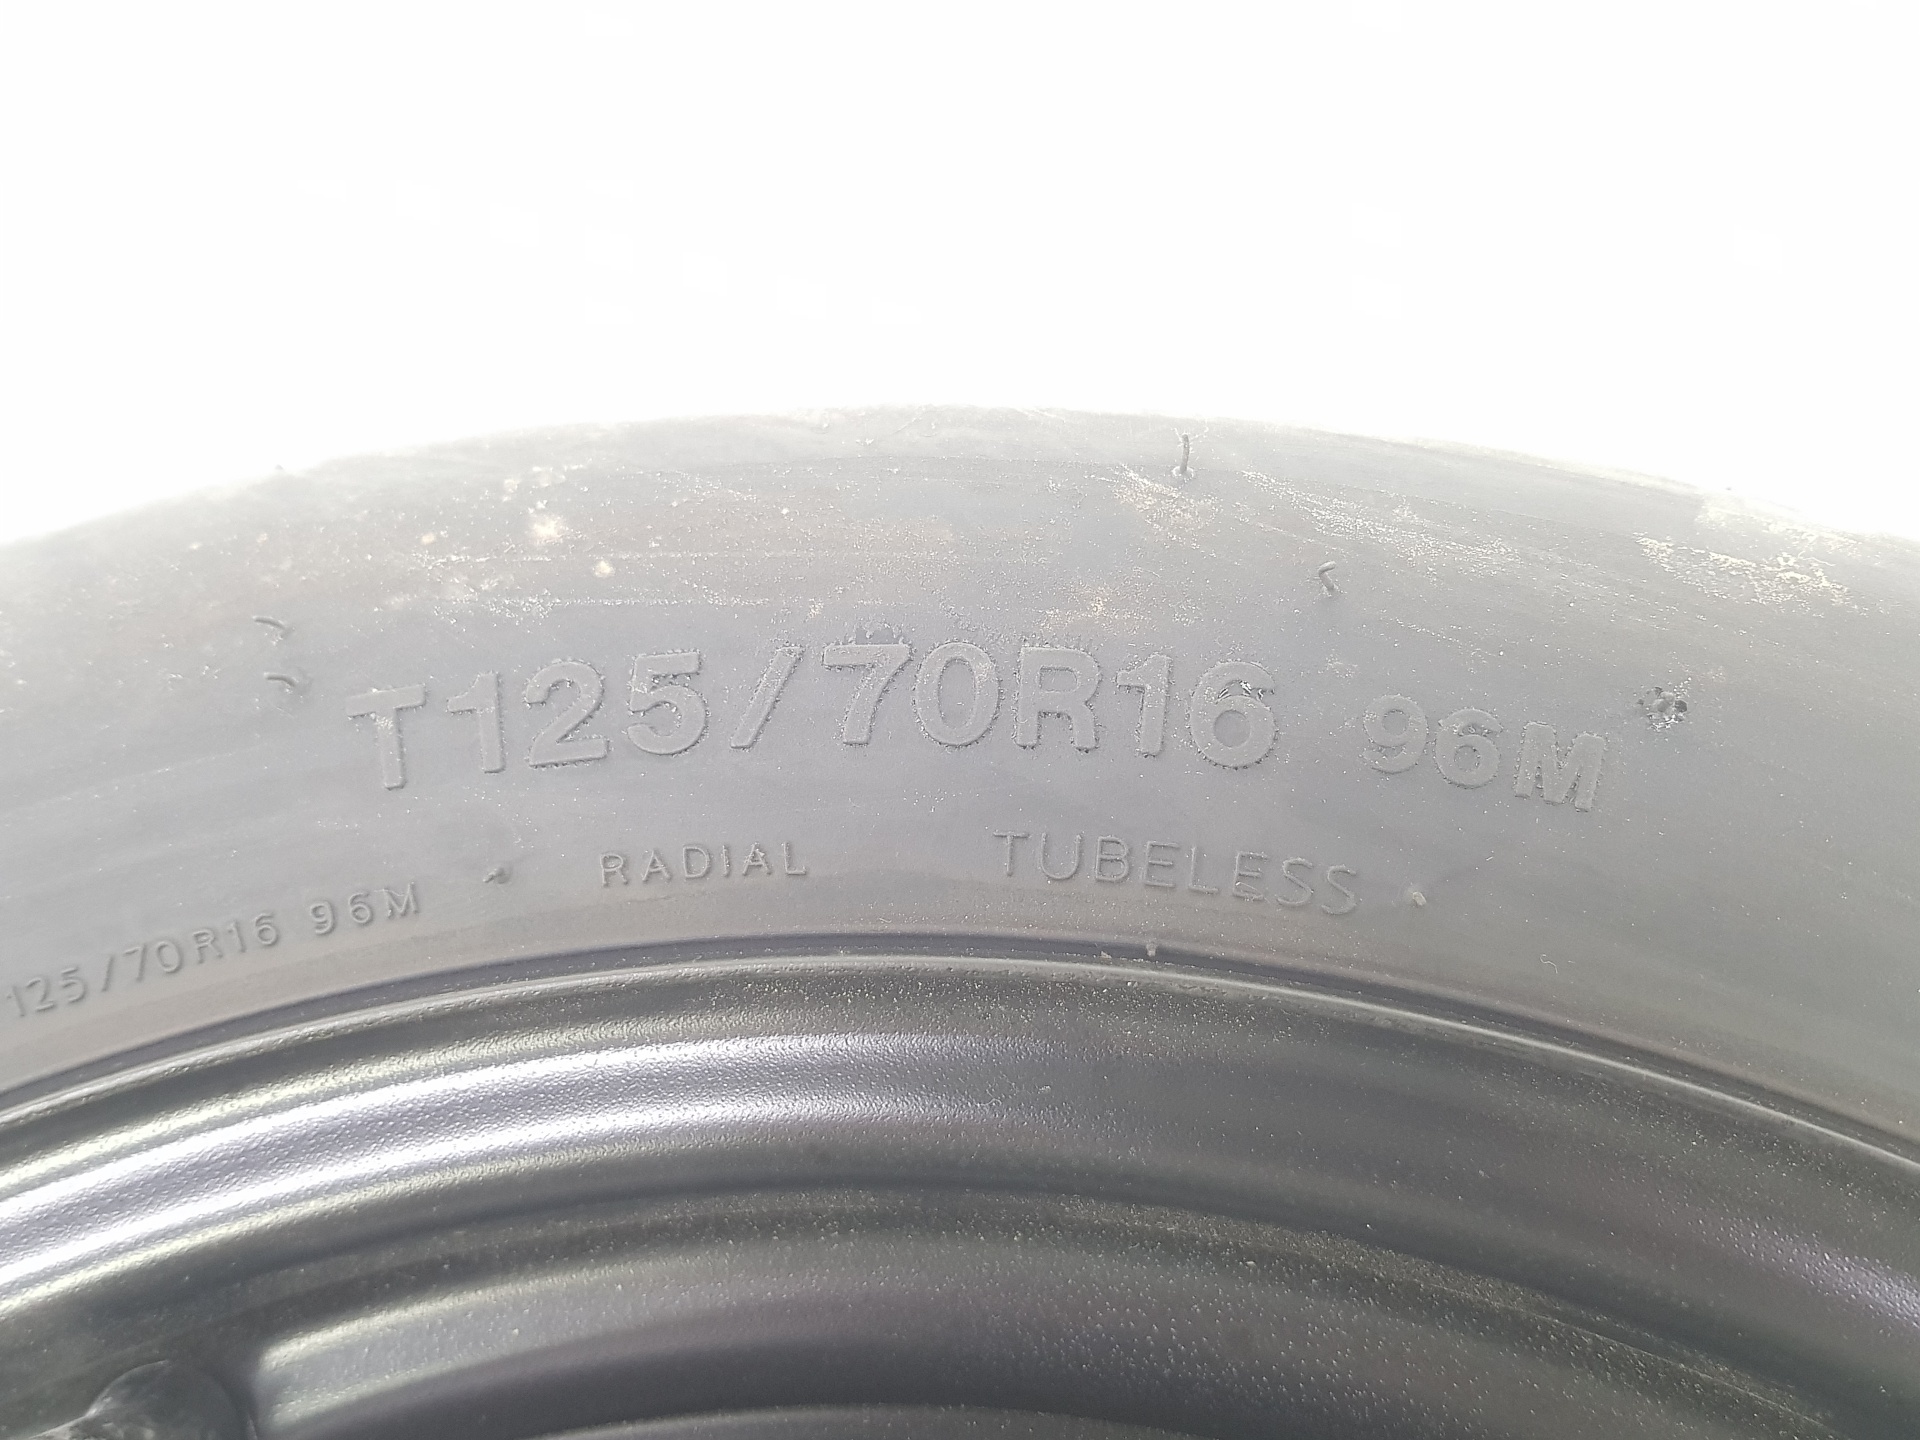 T125/70R16 96M
125/70R16 96M RADIAL TUBELESS